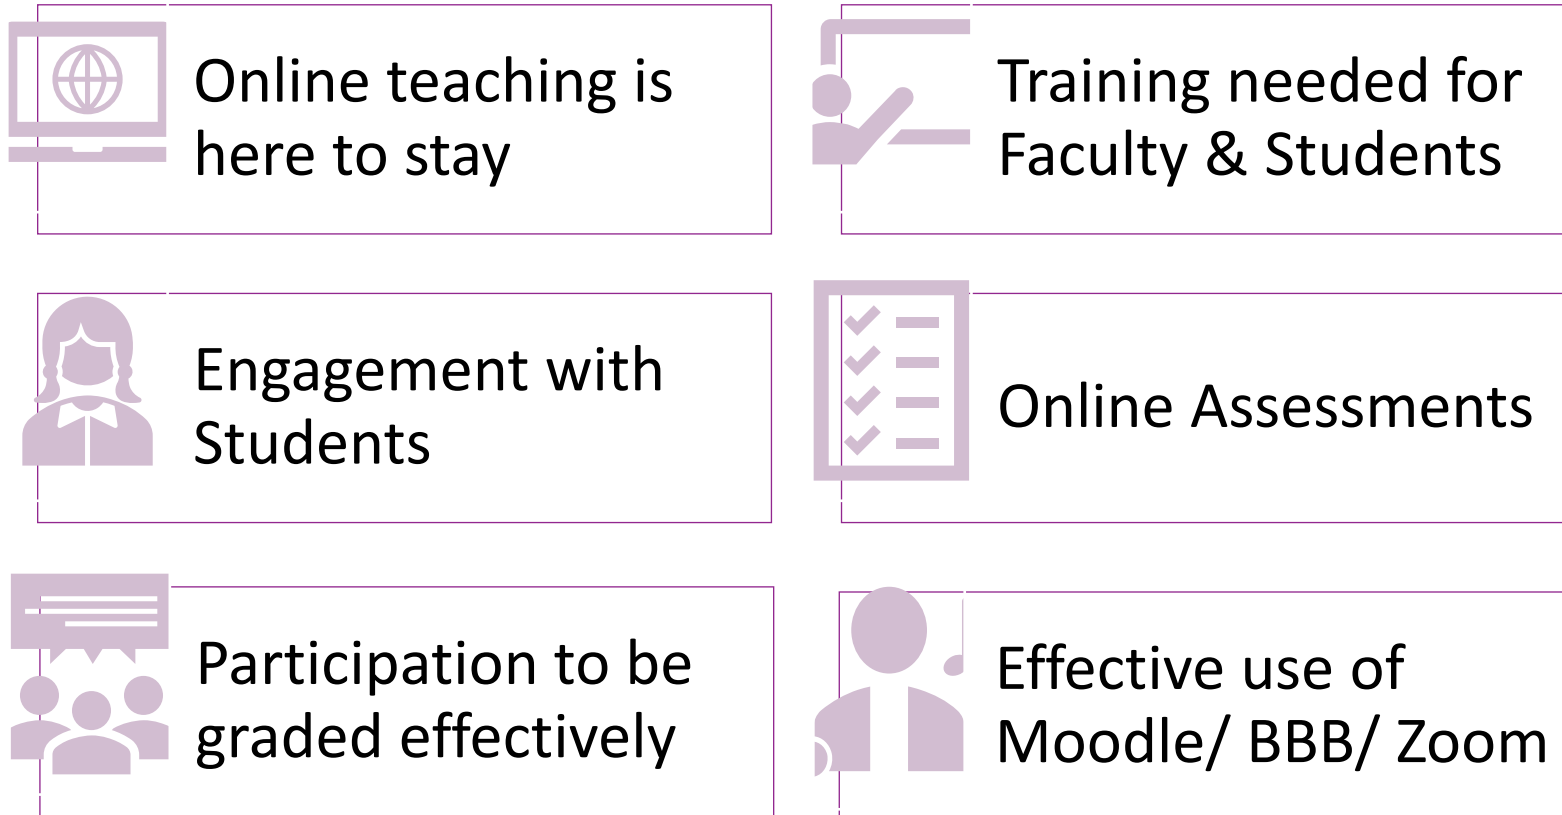 Online teaching is
here to stay
Training needed for
Faculty & Students
Engagement with
Students
Online Assessments
Participation to be
graded effectively
Effective use of
Moodle/ BBB/ Zoom